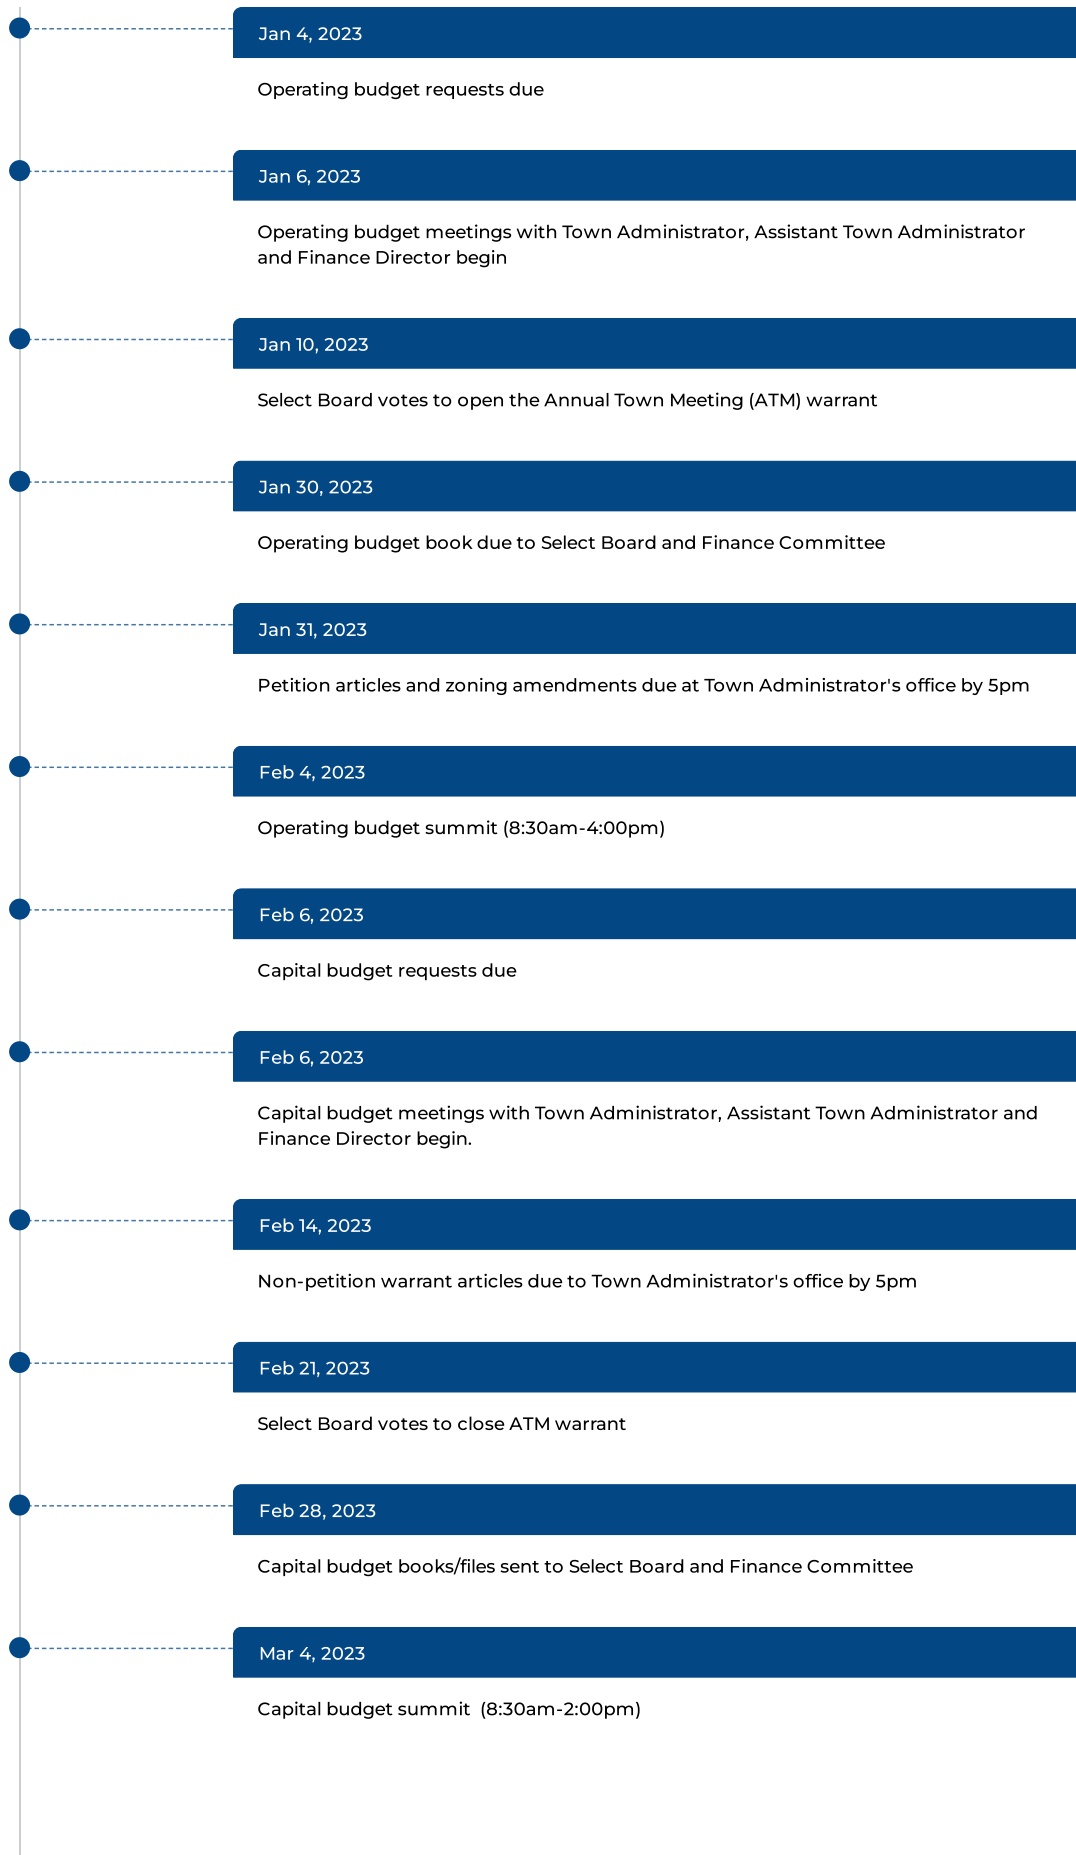 Jan 4, 2023
Operating budget requests due
Jan 6, 2023
Operating budget meetings with Town Administrator, Assistant Town Administrator
and Finance Director begin
Jan 10, 2023
Select Board votes to open the Annual Town Meeting (ATM) warrant
Jan 30, 2023
Operating budget book due to Select Board and Finance Committee
Jan 31, 2023
Petition articles and zoning amendments due at Town Administrator's office by 5pm
Feb 4, 2023
Operating budget summit (8:30am-4:00pm)
Feb 6, 2023
Capital budget requests due
Feb 6, 2023
Capital budget meetings with Town Administrator, Assistant Town Administrator and
Finance Director begin.
Feb 14, 2023
Non-petition warrant articles due to Town Administrator's office by 5pm
Feb 21, 2023
Select Board votes to close ATM warrant
Feb 28, 2023
Capital budget books/files sent to Select Board and Finance Committee
Mar 4, 2023
Capital budget summit  (8:30am-2:00pm)